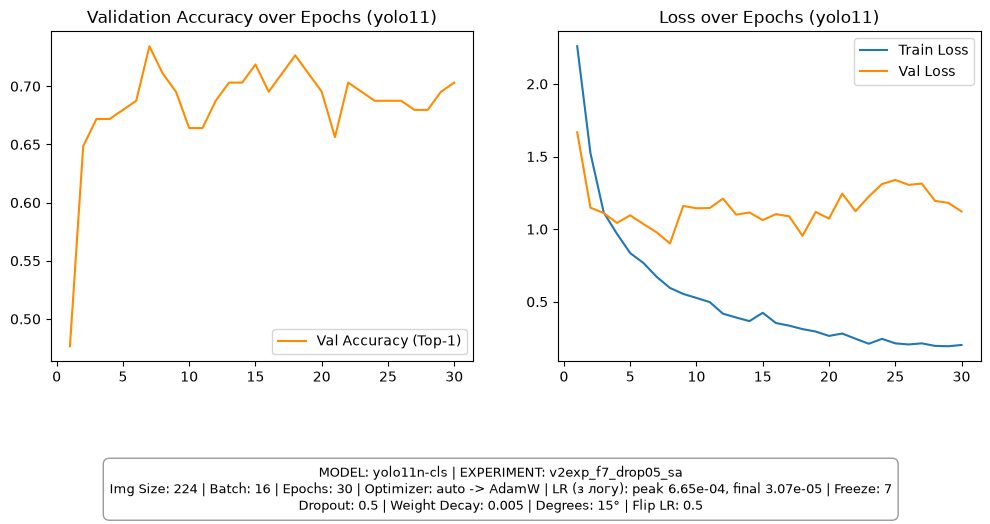 Validation Accuracy over Epochs (yolo11)
0.70
0.65
0.60
0.55
0.50
0
5
10
15
20
25
30
Val Accuracy (Top-1)
Loss over Epochs (yolo11)
2.0
1.5
1.0
0.5
0
5
10
15
20
25
30
Train Loss
Val Loss
MODEL: yolo11n-cls | EXPERIMENT: v2exp_f7_drop05_sa
Img Size: 224 | Batch: 16 | Epochs: 30 | Optimizer: auto -> AdamW | LR (з логу): peak 6.65e-04, final 3.07e-05 | Freeze: 7
Dropout: 0.5 | Weight Decay: 0.005 | Degrees: 15° | Flip LR: 0.5